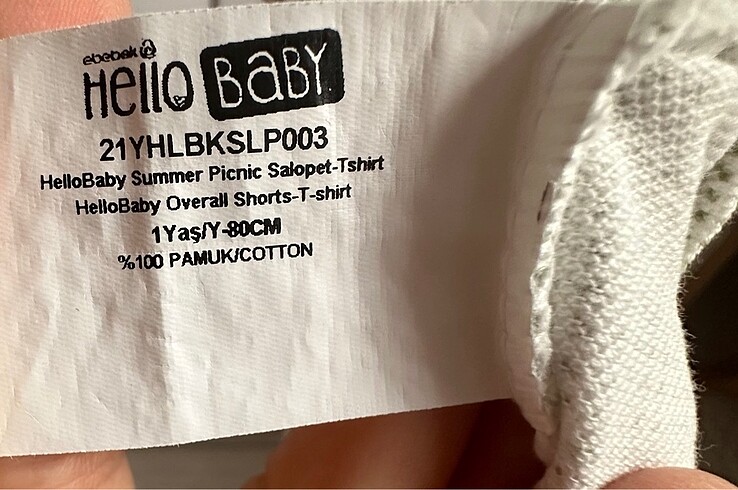 ebebek
Hello BaBY
21YHLBKSLP003
HelloBaby Summer Picnic Salopet-Tshirt
HelloBaby Overall Shorts-T-shirt
1Yaş/Y-80CM
%100 PAMUK/COTTON